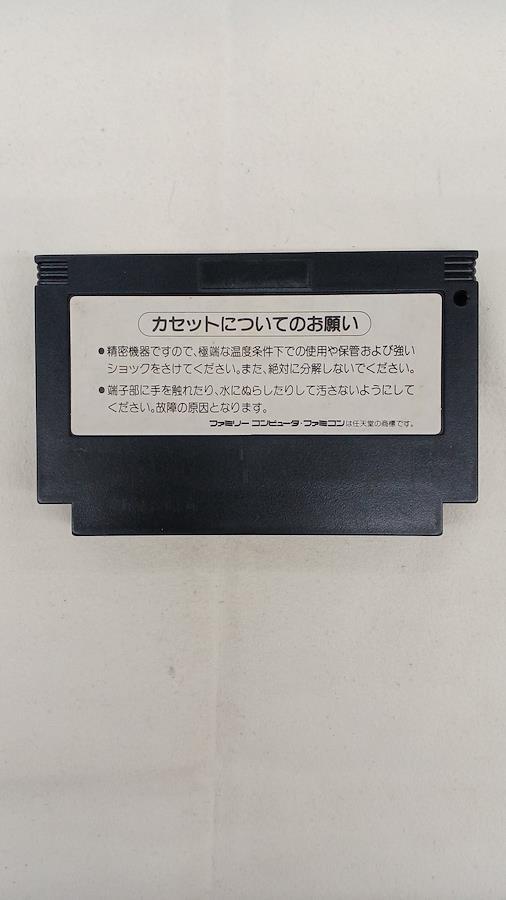 カセットについてのお願い
●精密機器ですので、極端な温度条件下での使用や保管および強い
ショックをさけてください。また、絶対に分解しないでください。
●端子部に手を触れたり、水にぬらしたりして汚さないようにして
ください。故障の原因となります。
ファミリーコンピュータ・ファミコンは任天堂の商標です。